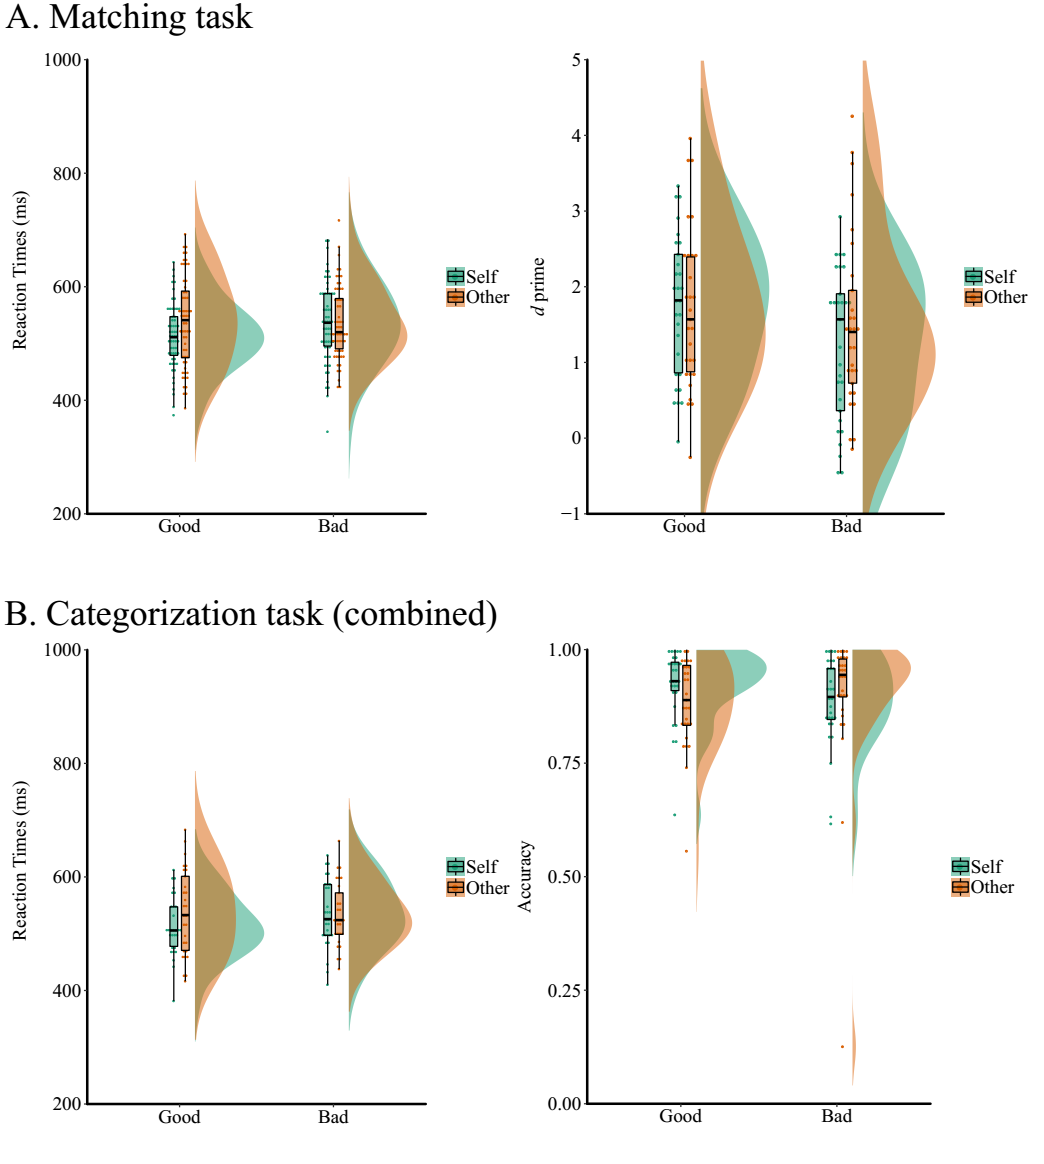 A. Matching task
1000
800
600
400
200
Reaction Times (ms)
Good
Bad
Self
Other
5
4
3
2
1
0
−1
d prime
Good
Bad
Self
Other
B. Categorization task (combined)
1000
800
600
400
200
Reaction Times (ms)
Good
Bad
Self
Other
1.00
0.75
0.50
0.25
0.00
Accuracy
Good
Bad
Self
Other